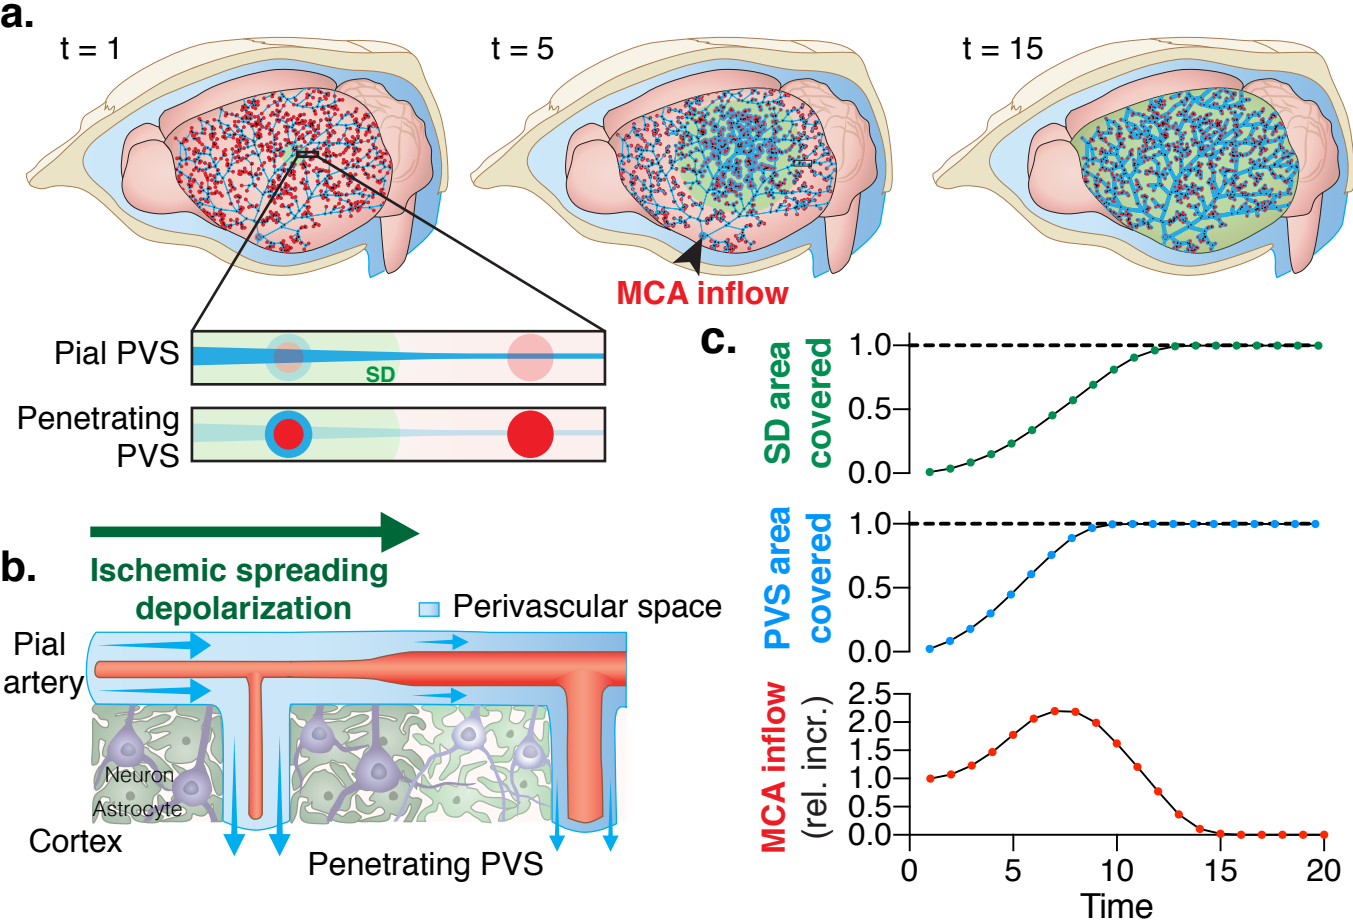 a.
t = 1
t = 5
t = 15
MCA inflow
Pial PVS
SD
Penetrating
PVS
b.
Ischemic spreading
depolarization
Perivascular space
Pial
artery
Neuron
Astrocyte
Cortex
Penetrating PVS
c.
SD area
covered
1.0
0.5
0.0
PVS area
covered
1.0
0.5
0.0
MCA inflow
(rel. incr.)
2.5
2.0
1.5
1.0
0.5
0.0
0 5 10 15 20
Time